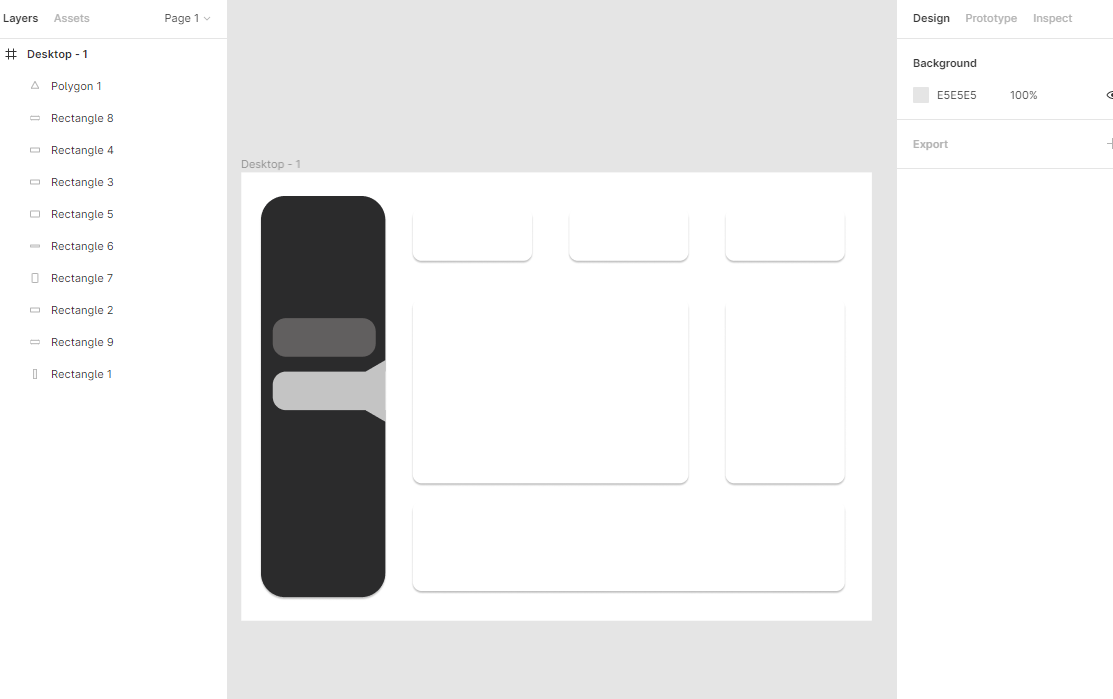 Layers Assets Page 1
Desktop - 1
Polygon 1
Rectangle 8
Rectangle 4
Rectangle 3
Rectangle 5
Rectangle 6
Rectangle 7
Rectangle 2
Rectangle 9
Rectangle 1
Desktop - 1
Design Prototype Inspect
Background
E5E5E5 100%
Export